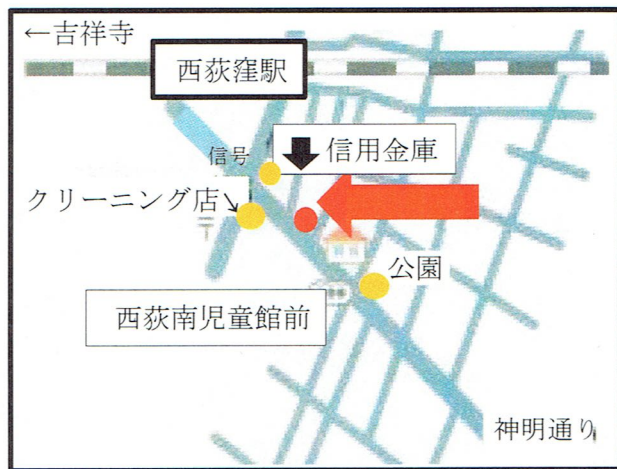 ←吉祥寺
西荻窪駅
信号
信用金庫
クリーニング店↘
〒
公園
西荻南児童館前
神明通り